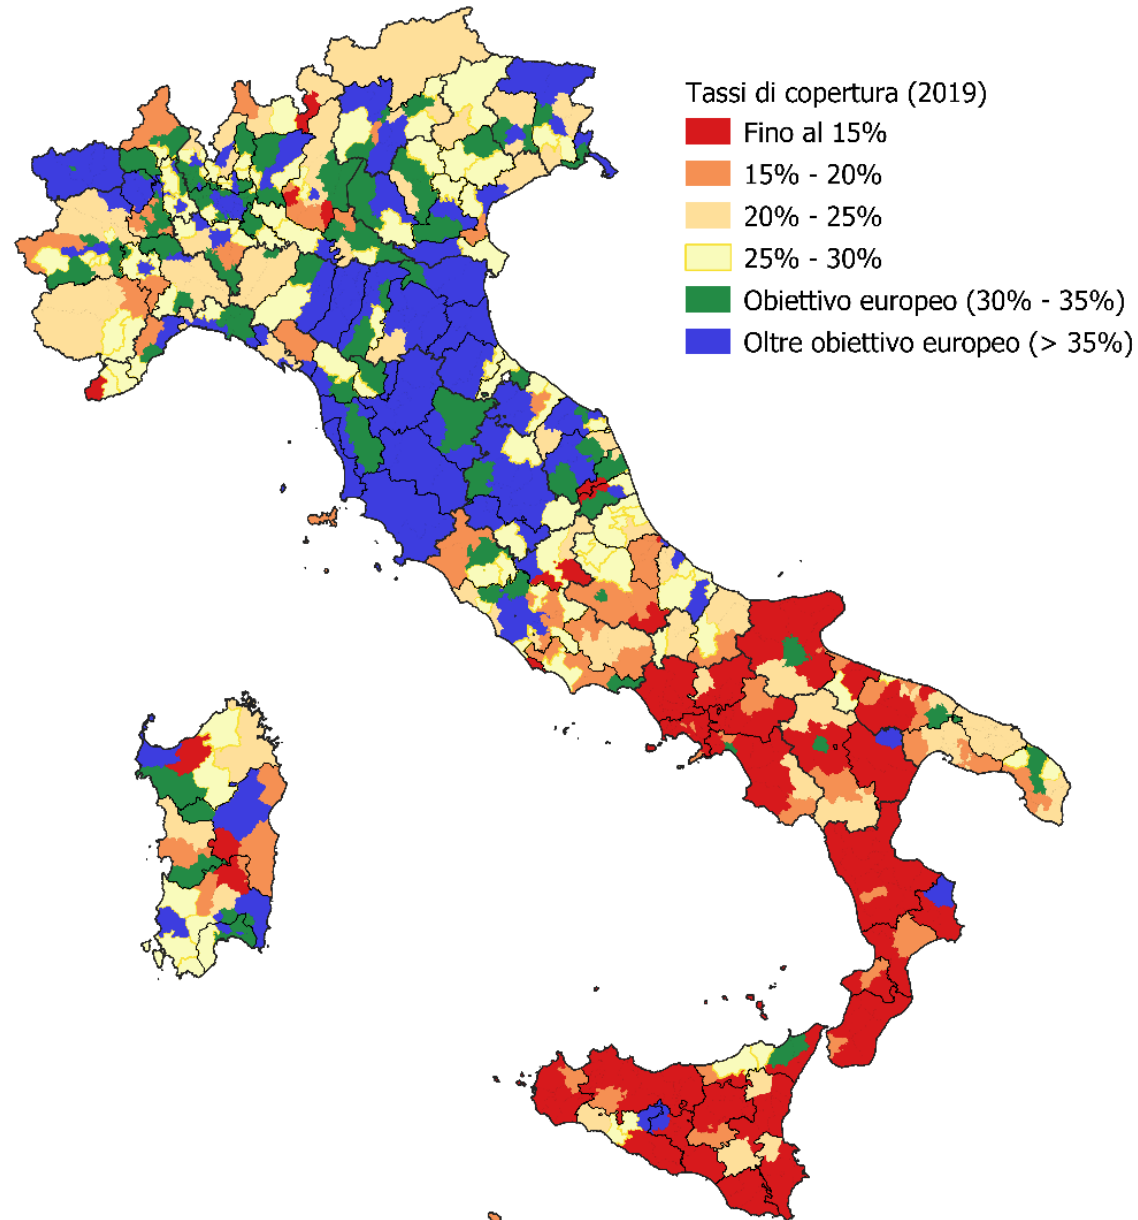 Tassi di copertura (2019)
Fino al 15%
15% - 20%
20% - 25%
25% - 30%
Obiettivo europeo (30% - 35%)
Oltre obiettivo europeo (> 35%)